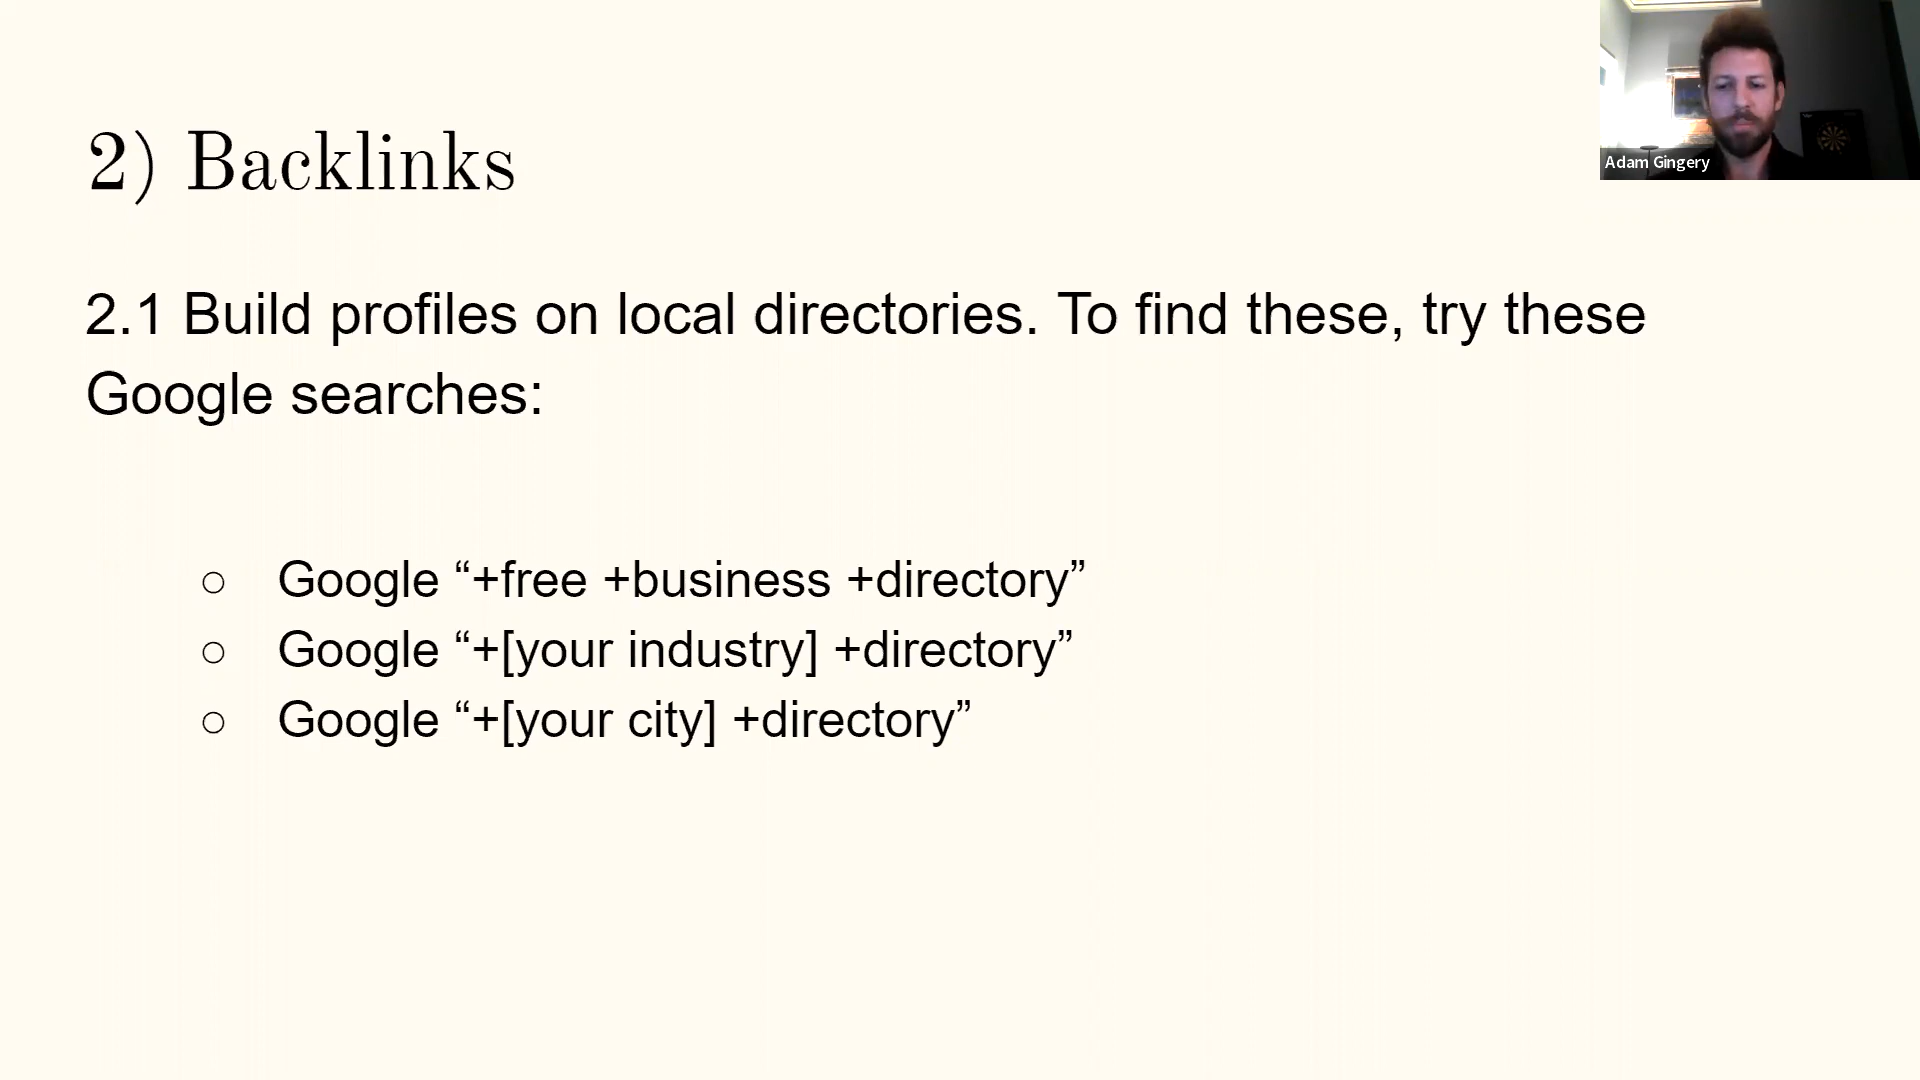 2) Backlinks
Adam Gingery
2.1 Build profiles on local directories. To find these, try these
Google searches:
○ Google “+free +business +directory”
○ Google “+[your industry] +directory”
○ Google “+[your city] +directory”